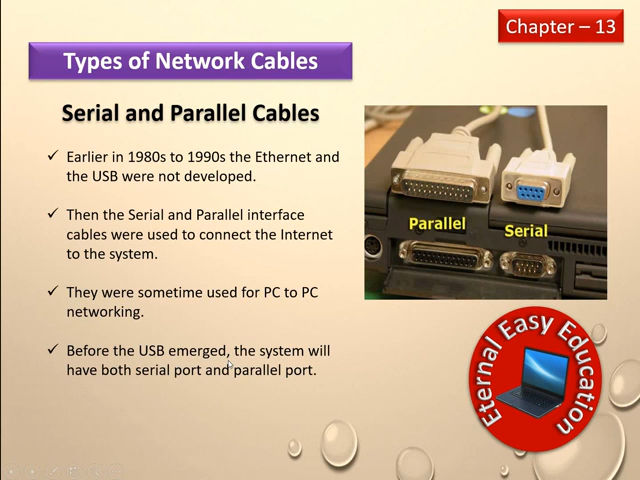 Chapter – 13
Types of Network Cables
Serial and Parallel Cables
Earlier in 1980s to 1990s the Ethernet and
the USB were not developed.
Then the Serial and Parallel interface
cables were used to connect the Internet
to the system.
They were sometime used for PC to PC
networking.
Before the USB emerged, the system will
have both serial port and parallel port.
Parallel
Serial
Eternal Easy Education